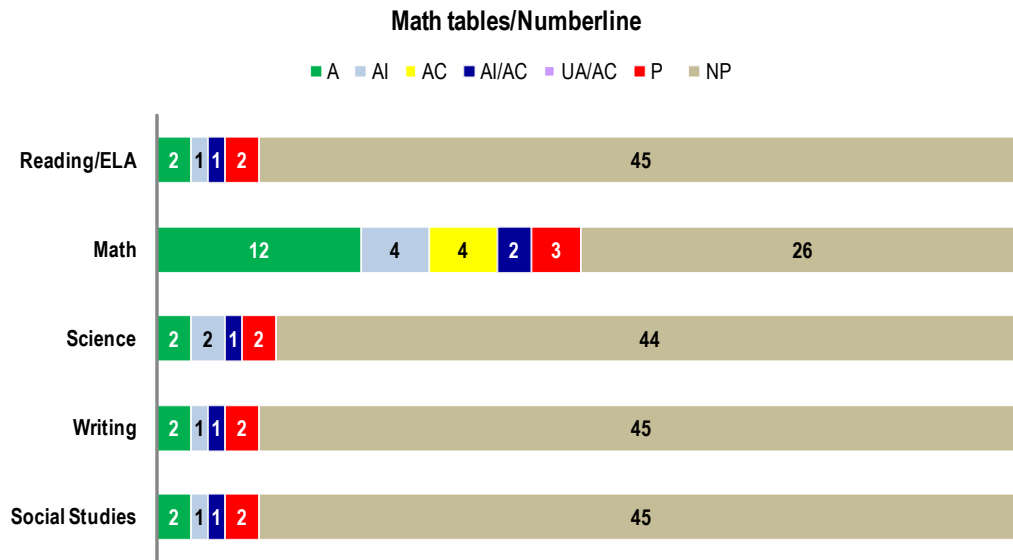 Math tables/Numberline
A AI AC AI/AC UA/AC P NP
Reading/ELA 2 1 1 2 45
Math 12 4 4 2 3 26
Science 2 2 1 2 44
Writing 2 1 1 2 45
Social Studies 2 1 1 2 45